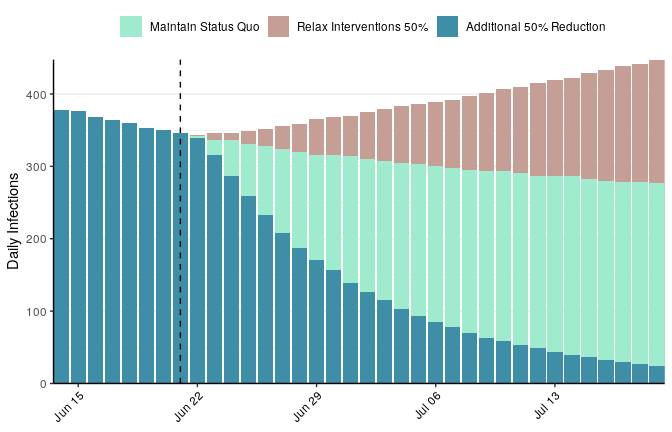 Maintain Status Quo Relax Interventions 50% Additional 50% Reduction
Daily Infections
400
300
200
100
0
Jun 15 Jun 22 Jun 29 Jul 06 Jul 13